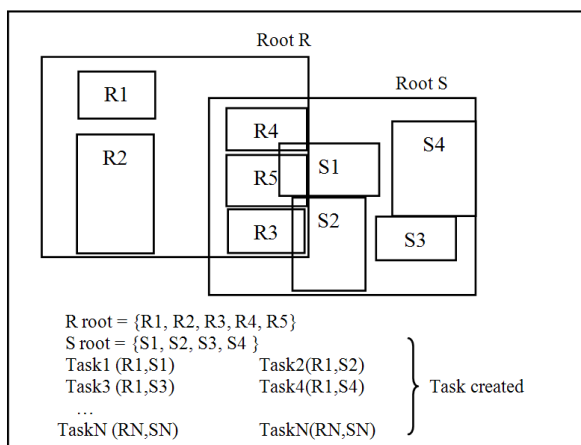 Root R
Root S
R1
R4
S4
R2
R5
S1
S2
R3
S3
R root = {R1, R2, R3, R4, R5}
S root = {S1, S2, S3, S4 }
Task1 (R1,S1) Task2(R1,S2)
Task3 (R1,S3) Task4(R1,S4)
Task created
…
TaskN (RN,SN) TaskN(RN,SN)